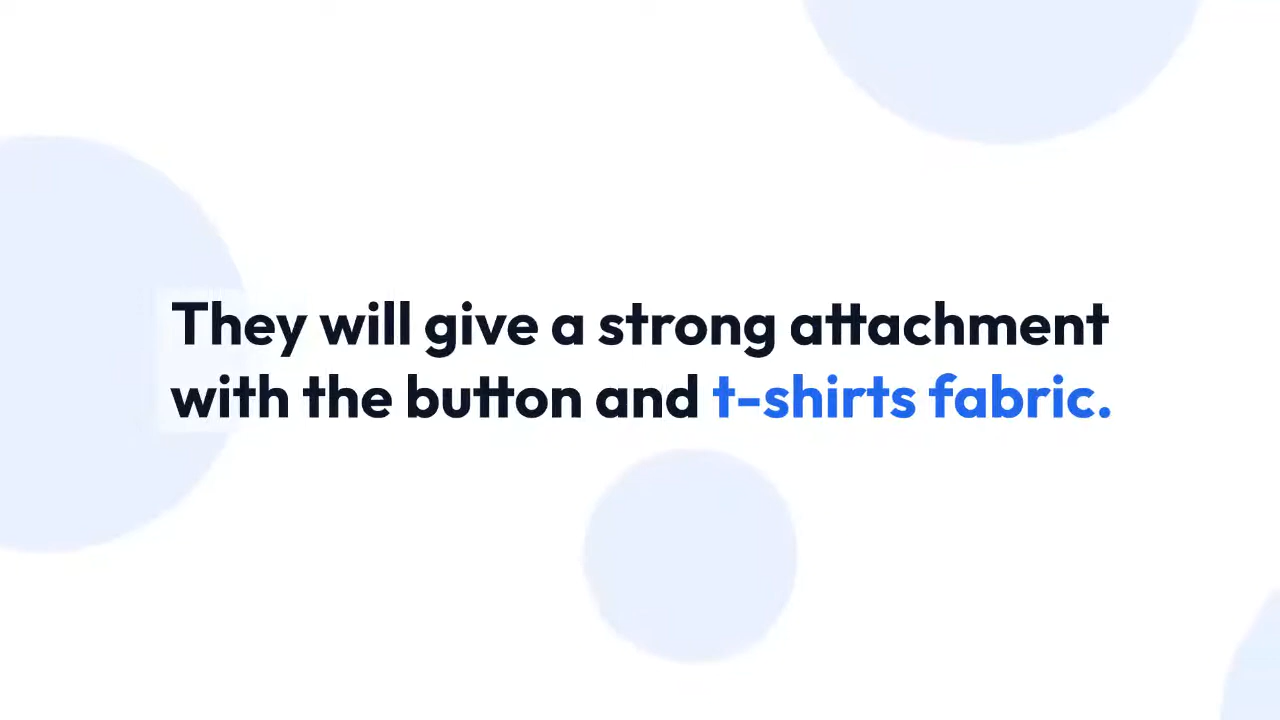 They will give a strong attachment
with the button and t-shirts fabric.